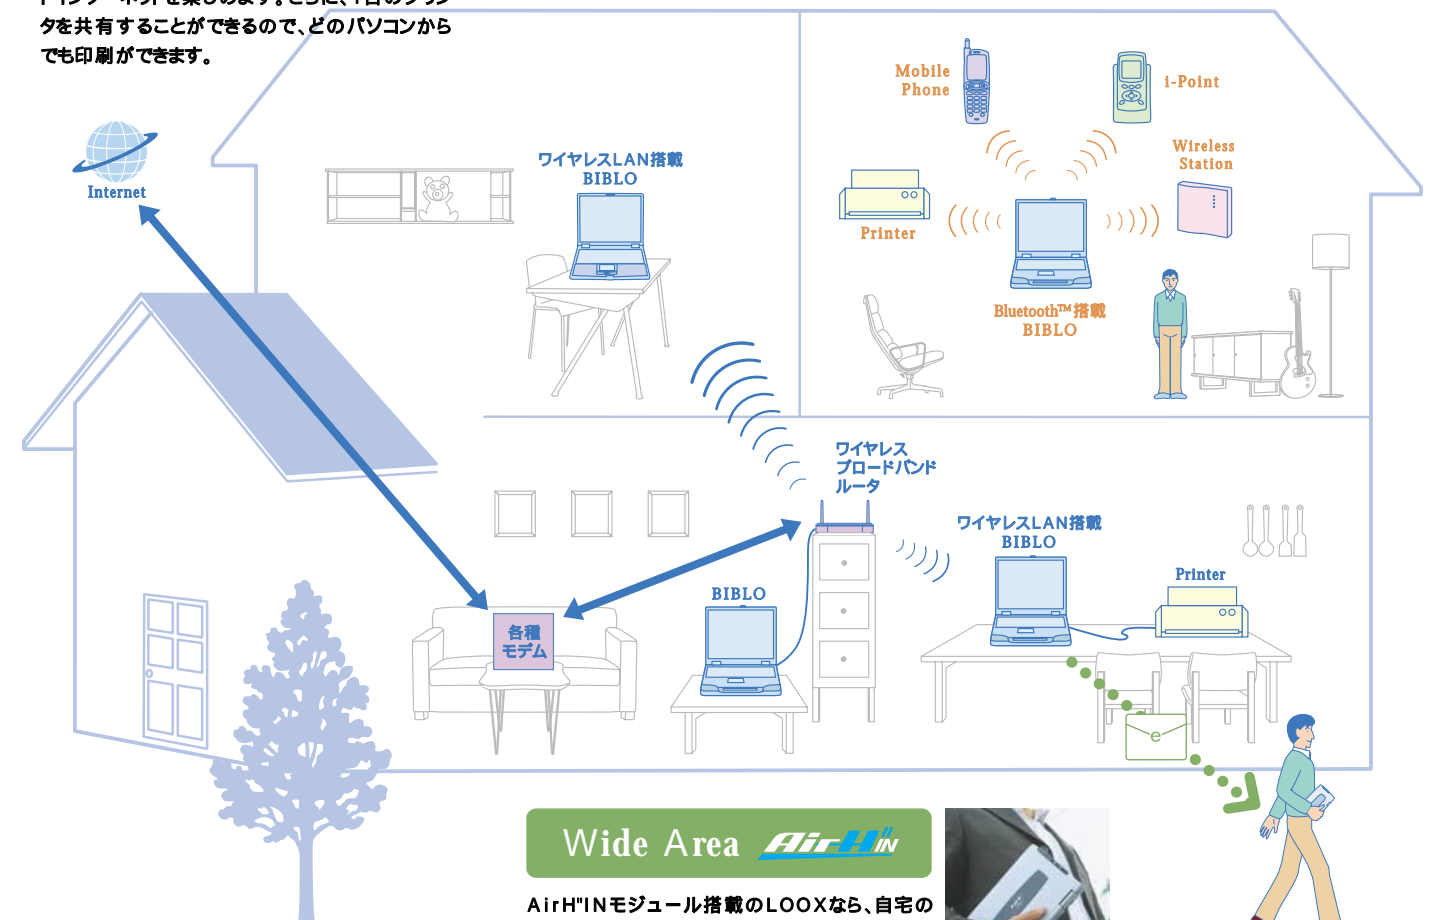 タを共有することができるので、どのパソコンから
でも印刷ができます。
Internet
ワイヤレスLAN搭載
BIBLO
Mobile
Phone
i-Point
Wireless
Station
Printer
Bluetooth™搭載
BIBLO
ワイヤレス
ブロードバンド
ルータ
ワイヤレスLAN搭載
BIBLO
Printer
BIBLO
各種
モデム
e
Wide Area AirH"IN
AirH"INモジュール搭載のLOOXなら、自宅の